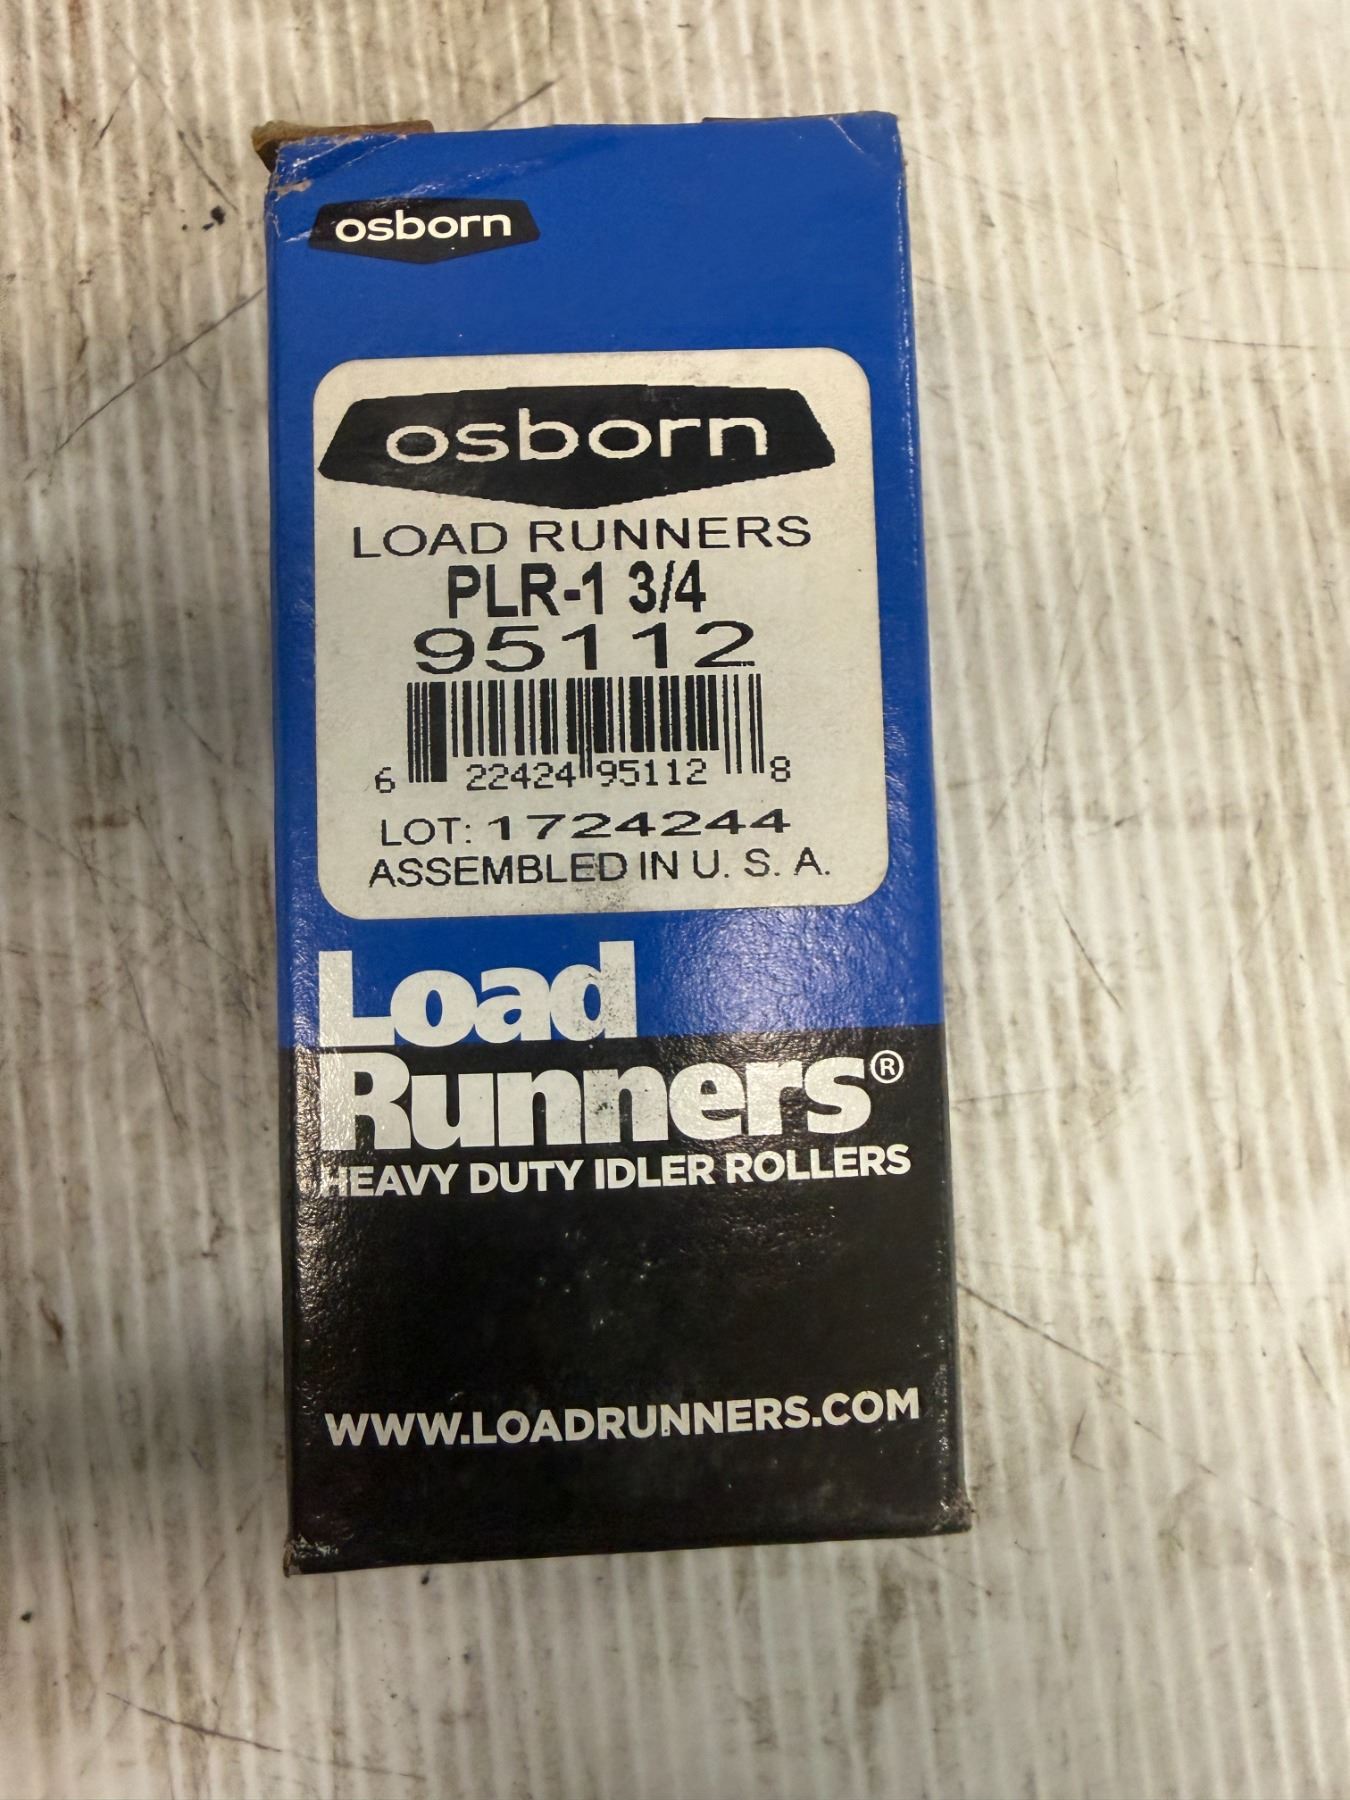 osborn
osborn
LOAD RUNNERS
PLR-1 3/4
95112
6 22424 95112 8
LOT: 1724244
ASSEMBLED IN U. S. A.
Load
Runners®
HEAVY DUTY IDLER ROLLERS
WWW.LOADRUNNERS.COM